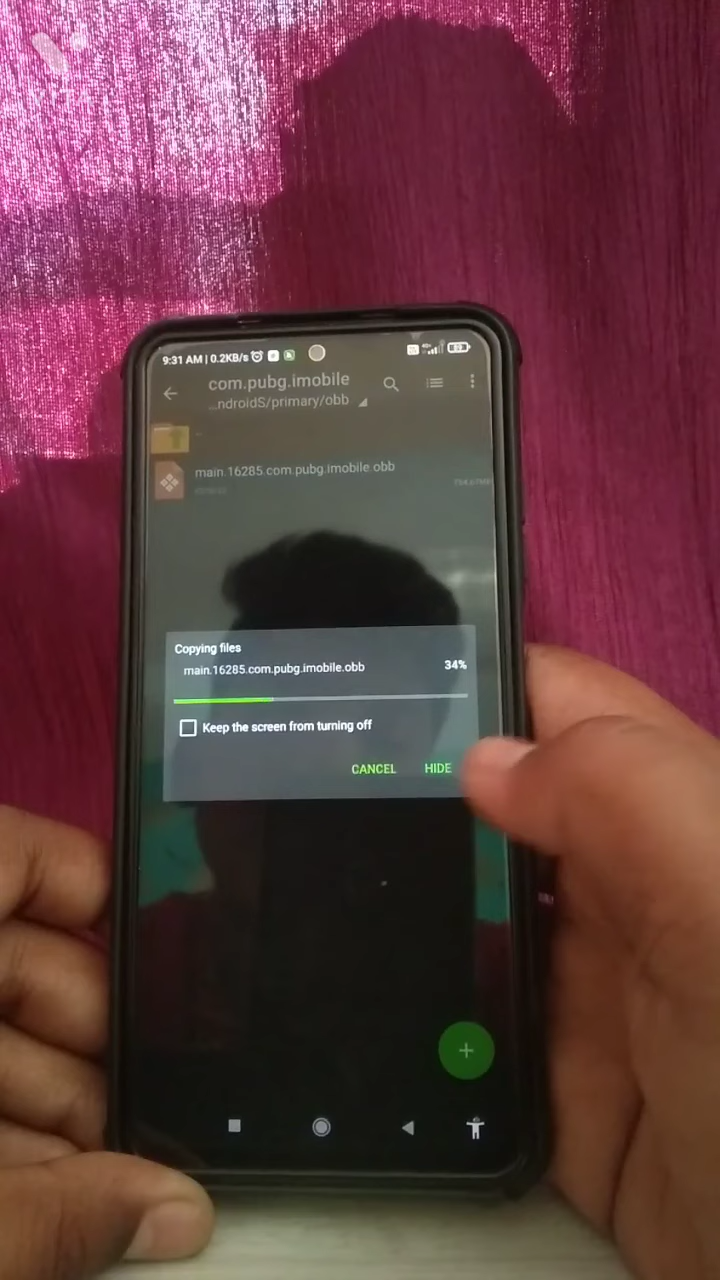 9:31 AM | 0.2KB/s
com.pubg.imobile
...ndroidS/primary/obb
main.16285.com.pubg.imobile.obb
Copying files
main.16285.com.pubg.imobile.obb
34%
Keep the screen from turning off
CANCEL
HIDE